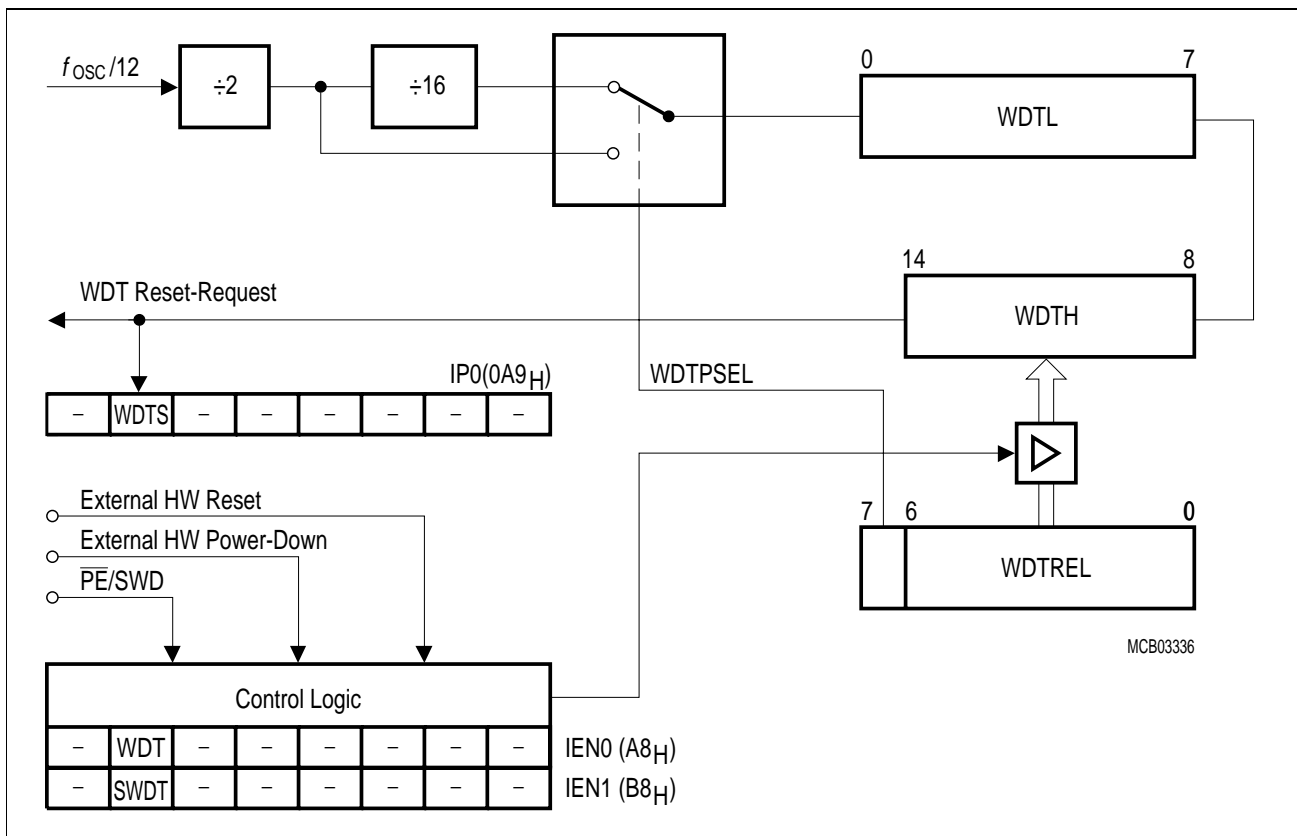 fOSC/12
÷2
÷16
0 7
WDTL
14 8
WDTH
WDT Reset-Request
IP0(0A9H)
– WDTS – – – – – –
WDTPSEL
External HW Reset
External HW Power-Down
PE/SWD
7 6 0
WDTREL
MCB03336
Control Logic
– WDT – – – – – – IEN0 (A8H)
– SWDT – – – – – – IEN1 (B8H)